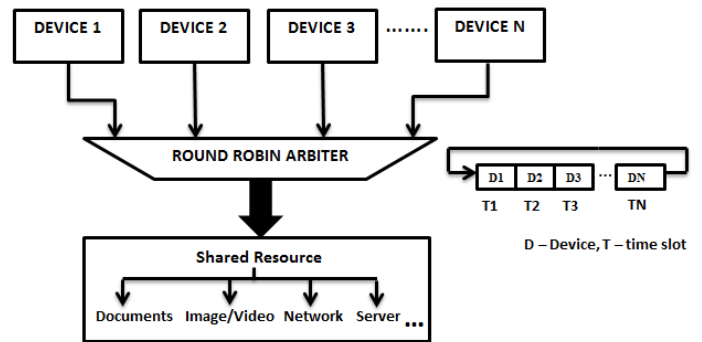 DEVICE 1 DEVICE 2 DEVICE 3 ....... DEVICE N
ROUND ROBIN ARBITER
D1 D2 D3 ... DN
T1 T2 T3 TN
D – Device, T – time slot
Shared Resource
Documents Image/Video Network Server ...